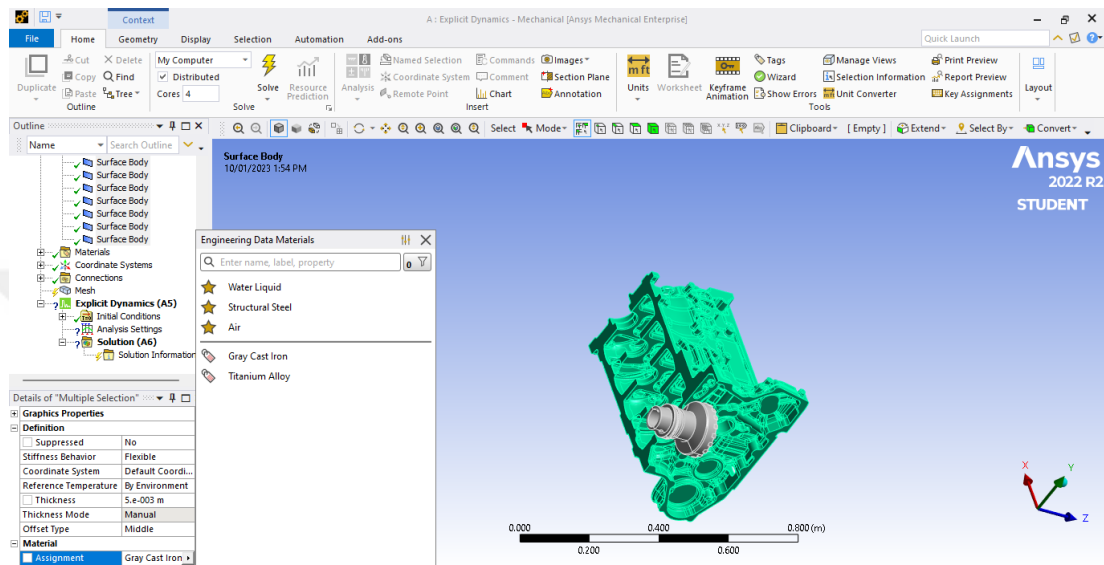 Context
A : Explicit Dynamics - Mechanical [Ansys Mechanical Enterprise]
File Home Geometry Display Selection Automation Add-ons Quick Launch
Duplicate
Cut Delete
Copy Find
Paste Tree
Outline
My Computer
Distributed
Cores 4
Solve
Resource Prediction
Solve
Analysis
Named Selection
Coordinate System
Remote Point
Commands
Comment
Chart
Images
Section Plane
Annotation
Insert
Units
Worksheet
Keyframe Animation
Tags
Wizard
Show Errors
Manage Views
Selection Information
Unit Converter
Print Preview
Report Preview
Key Assignments
Tools
Layout
Outline
Select Mode Clipboard [ Empty ] Extend Select By Convert
Name Search Outline
Surface Body
Surface Body
Surface Body
Surface Body
Surface Body
Surface Body
Surface Body
Materials
Coordinate Systems
Connections
Mesh
Explicit Dynamics (A5)
Initial Conditions
Analysis Settings
Solution (A6)
Solution Information
Details of "Multiple Selection"
Graphics Properties
Definition
Suppressed No
Stiffness Behavior Flexible
Coordinate System Default Coordi...
Reference Temperature By Environment
Thickness 5.e-003 m
Thickness Mode Manual
Offset Type Middle
Material
Assignment Gray Cast Iron
Surface Body
10/01/2023 1:54 PM
Ansys
2022 R2
STUDENT
Engineering Data Materials
Enter name, label, property 0
Water Liquid
Structural Steel
Air
Gray Cast Iron
Titanium Alloy
0.000 0.400 0.800 (m)
0.200 0.600
X Y
Z